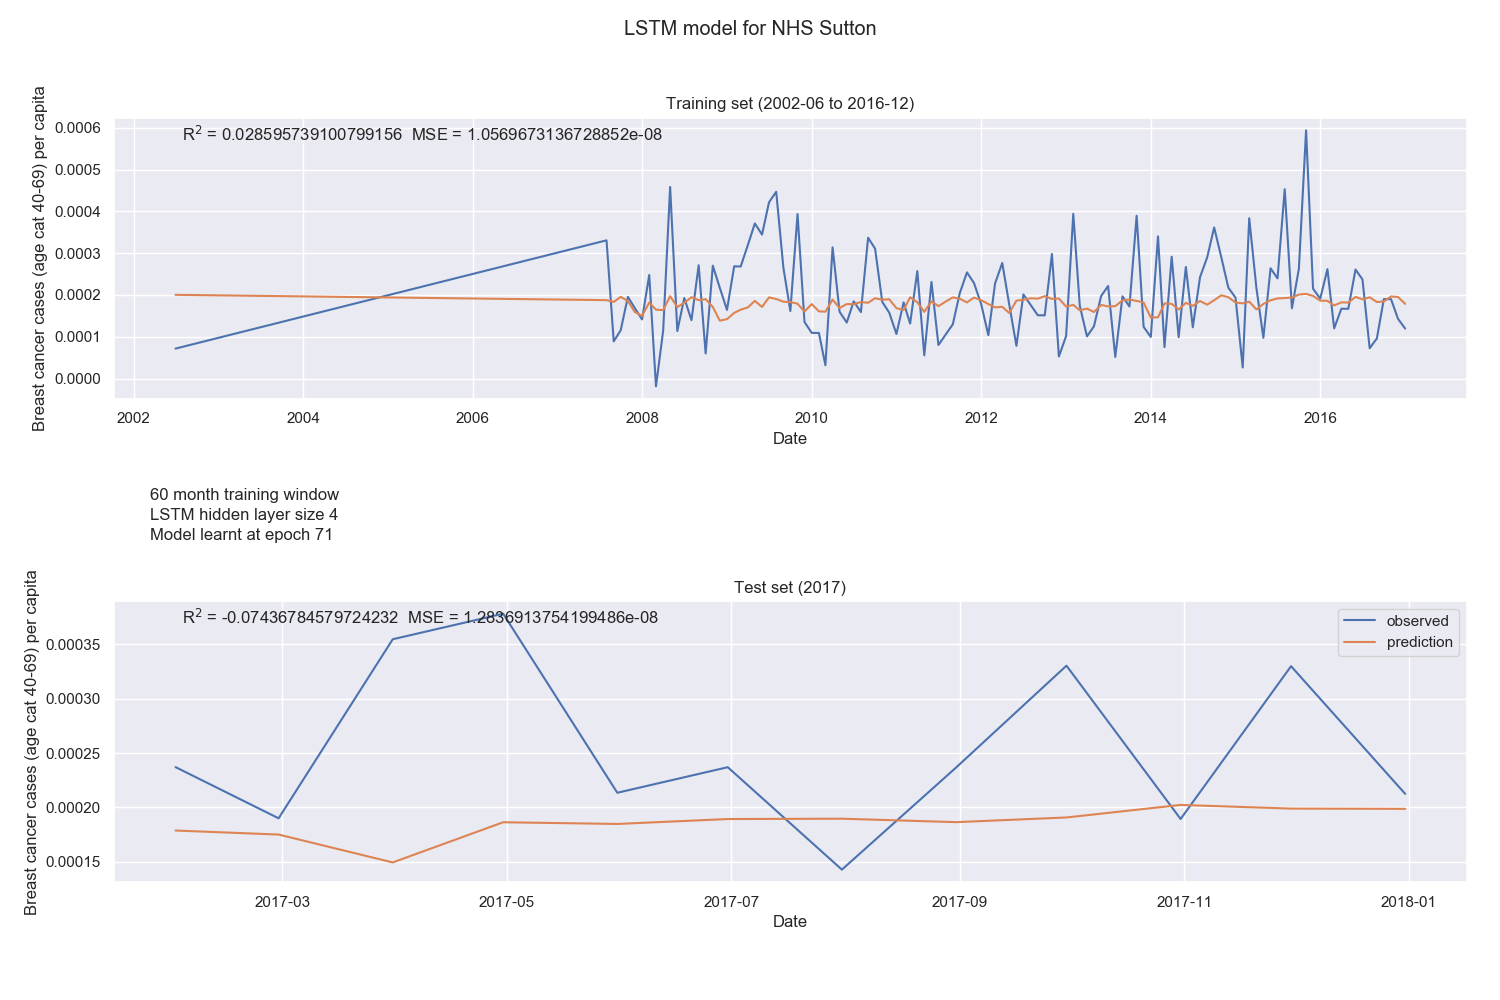 LSTM model for NHS Sutton
Training set (2002-06 to 2016-12)
R² = 0.028595739100799156 MSE = 1.0569673136728852e-08
Breast cancer cases (age cat 40-69) per capita
0.0006
0.0005
0.0004
0.0003
0.0002
0.0001
0.0000
2002 2004 2006 2008 2010 2012 2014 2016
Date
60 month training window
LSTM hidden layer size 4
Model learnt at epoch 71
Test set (2017)
R² = -0.07436784579724232 MSE = 1.2836913754199486e-08
observed
prediction
Breast cancer cases (age cat 40-69) per capita
0.00035
0.00030
0.00025
0.00020
0.00015
2017-03 2017-05 2017-07 2017-09 2017-11 2018-01
Date